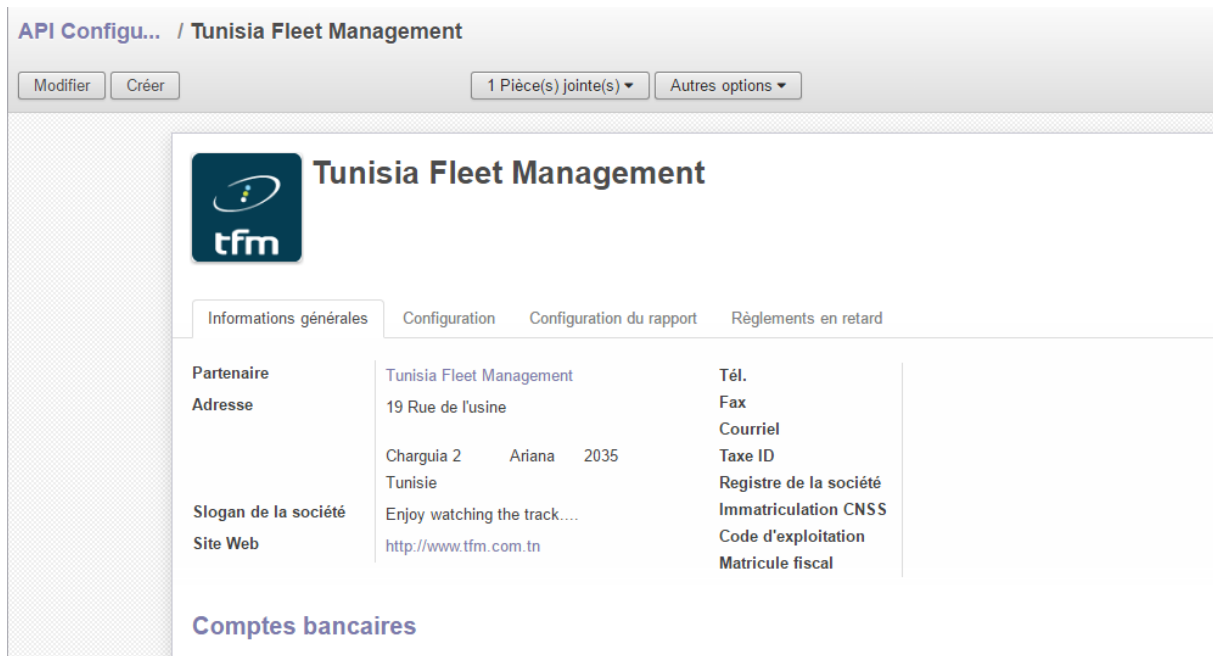 API Configu... / Tunisia Fleet Management
Modifier Créer 1 Pièce(s) jointe(s) Autres options
tfm
Tunisia Fleet Management
Informations générales Configuration Configuration du rapport Règlements en retard
Partenaire Tunisia Fleet Management Tél.
Adresse 19 Rue de l'usine Fax
Courriel
Charguia 2 Ariana 2035 Taxe ID
Tunisie Registre de la société
Slogan de la société Enjoy watching the track.... Immatriculation CNSS
Site Web http://www.tfm.com.tn Code d'exploitation
Matricule fiscal
Comptes bancaires